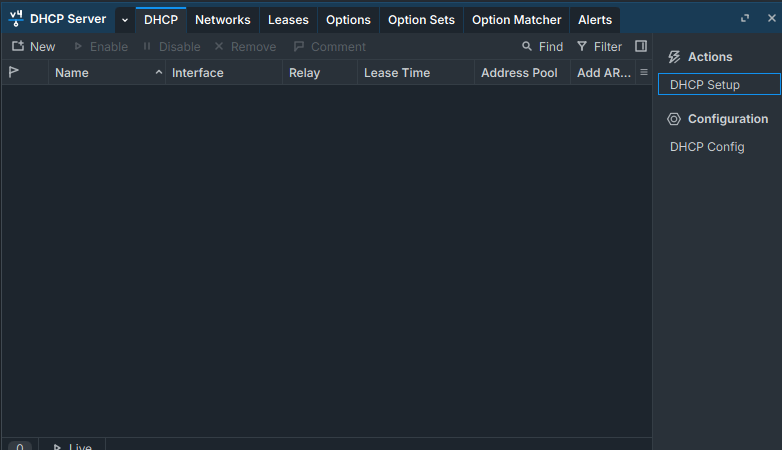 v4 DHCP Server DHCP Networks Leases Options Option Sets Option Matcher Alerts
New Enable Disable Remove Comment Find Filter
Name Interface Relay Lease Time Address Pool Add AR...
Actions
DHCP Setup
Configuration
DHCP Config
0 Live